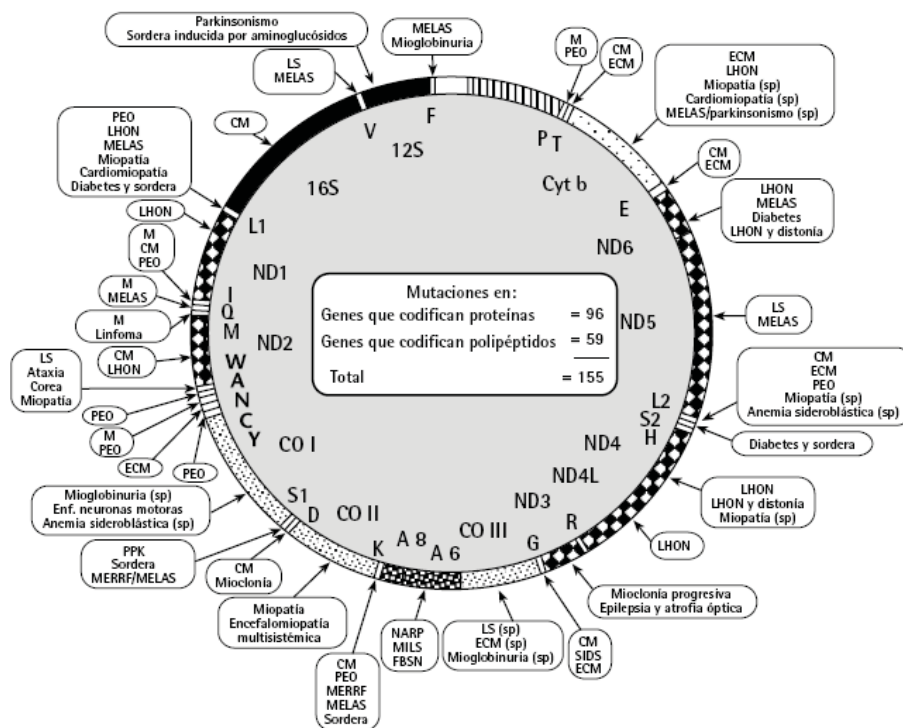 Parkinsonismo
Sordera inducida por aminoglucósidos
MELAS
Mioglobinuria
M
PEO
CM
ECM
ECM
LHON
Miopatía (sp)
Cardiomiopatía (sp)
MELAS/parkinsonismo (sp)
LS
MELAS
CM
PEO
LHON
MELAS
Miopatía
Cardiomiopatía
Diabetes y sordera
CM
ECM
LHON
MELAS
Diabetes
LHON y distonía
LHON
M
CM
PEO
M
MELAS
M
Linfoma
CM
LHON
LS
Ataxia
Corea
Miopatía
PEO
M
PEO
ECM
PEO
LS
MELAS
CM
ECM
PEO
Miopatía (sp)
Anemia sideroblástica (sp)
Diabetes y sordera
LHON
LHON y distonía
Miopatía (sp)
LHON
Mioglobinuria (sp)
Enf. neuronas motoras
Anemia sideroblástica (sp)
PPK
Sordera
MERRF/MELAS
CM
Mioclonía
Miopatía
Encefalomiopatía
multisistémica
CM
PEO
MERRF
MELAS
Sordera
NARP
MILS
FBSN
LS (sp)
ECM (sp)
Mioglobinuria (sp)
CM
SIDS
ECM
Mioclonía progresiva
Epilepsia y atrofia óptica
F
V
12S
16S
L1
ND1
I
Q
M
ND2
W
A
N
C
Y
CO I
S1
D
CO II
K
A 8
A 6
CO III
G
ND3
R
ND4L
ND4
H
S2
L2
ND5
ND6
E
Cyt b
T
P
Mutaciones en:
Genes que codifican proteínas = 96
Genes que codifican polipéptidos = 59
Total = 155